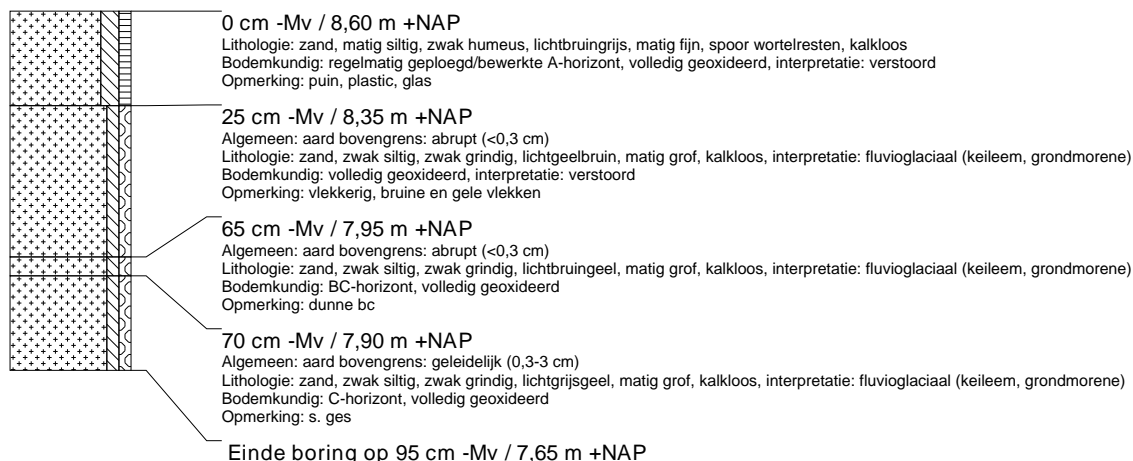 0 cm -Mv / 8,60 m +NAP
Lithologie: zand, matig siltig, zwak humeus, lichtbruingrijs, matig fijn, spoor wortelresten, kalkloos
Bodemkundig: regelmatig geploegd/bewerkte A-horizont, volledig geoxideerd, interpretatie: verstoord
Opmerking: puin, plastic, glas
25 cm -Mv / 8,35 m +NAP
Algemeen: aard bovengrens: abrupt (<0,3 cm)
Lithologie: zand, zwak siltig, zwak grindig, lichtgeelbruin, matig grof, kalkloos, interpretatie: fluvioglaciaal (keileem, grondmorene)
Bodemkundig: volledig geoxideerd, interpretatie: verstoord
Opmerking: vlekkerig, bruine en gele vlekken
65 cm -Mv / 7,95 m +NAP
Algemeen: aard bovengrens: abrupt (<0,3 cm)
Lithologie: zand, zwak siltig, zwak grindig, lichtbruingeel, matig grof, kalkloos, interpretatie: fluvioglaciaal (keileem, grondmorene)
Bodemkundig: BC-horizont, volledig geoxideerd
Opmerking: dunne bc
70 cm -Mv / 7,90 m +NAP
Algemeen: aard bovengrens: geleidelijk (0,3-3 cm)
Lithologie: zand, zwak siltig, zwak grindig, lichtgrijsgeel, matig grof, kalkloos, interpretatie: fluvioglaciaal (keileem, grondmorene)
Bodemkundig: C-horizont, volledig geoxideerd
Opmerking: s. ges
Einde boring op 95 cm -Mv / 7,65 m +NAP